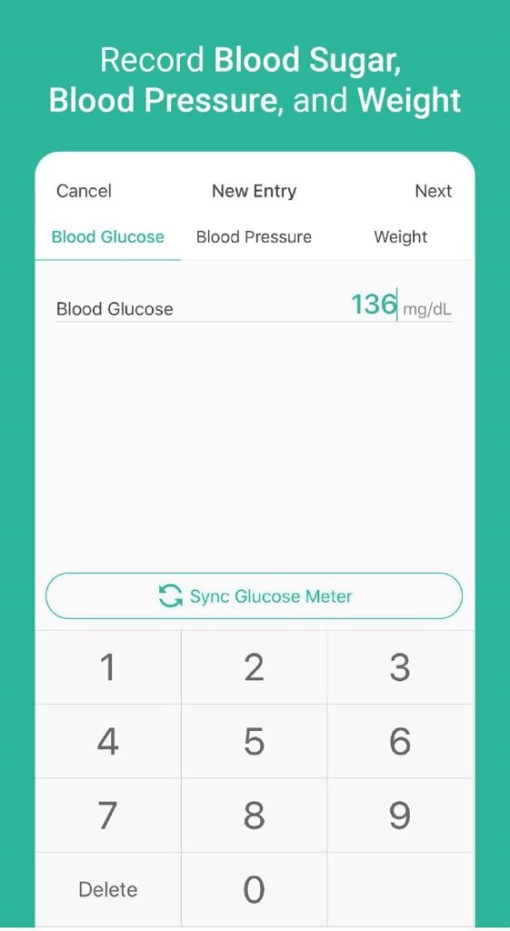 Record Blood Sugar,
Blood Pressure, and Weight
Cancel New Entry Next
Blood Glucose Blood Pressure Weight
Blood Glucose 136 mg/dL
Sync Glucose Meter
1 2 3
4 5 6
7 8 9
Delete 0